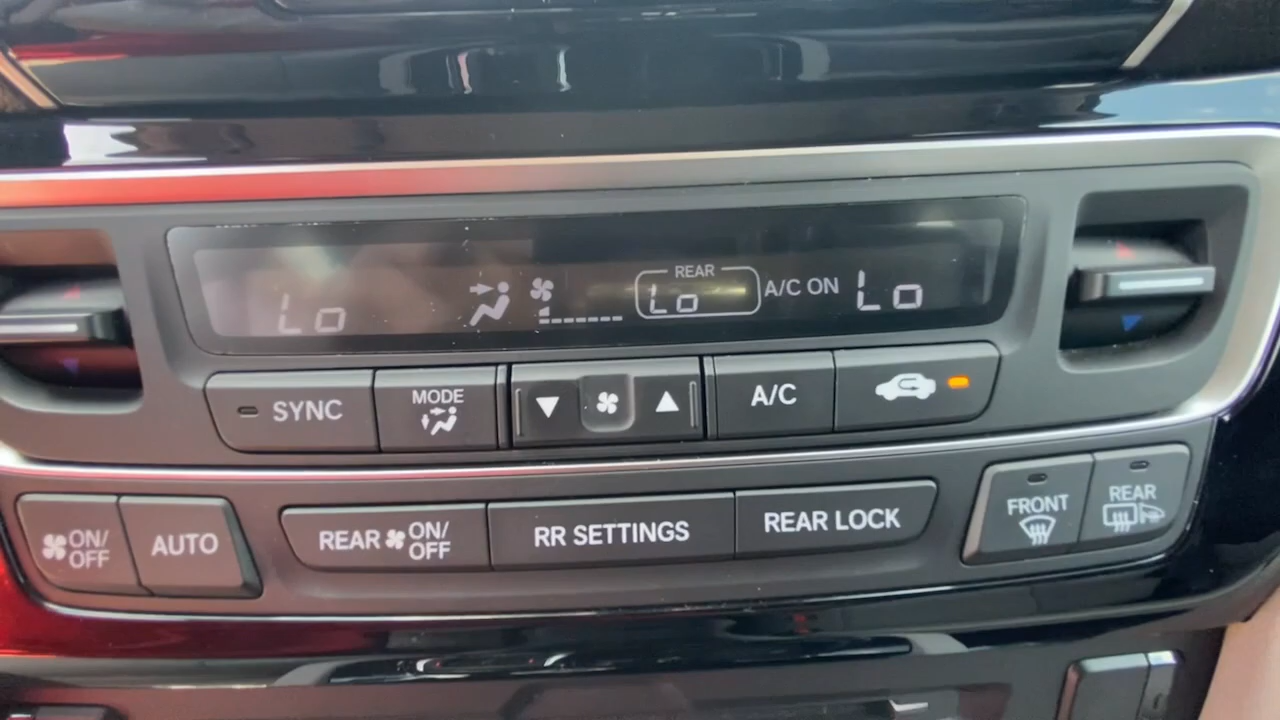 REAR
Lo Lo A/C ON Lo
SYNC MODE A/C
ON/OFF AUTO REAR ON/OFF RR SETTINGS REAR LOCK FRONT REAR